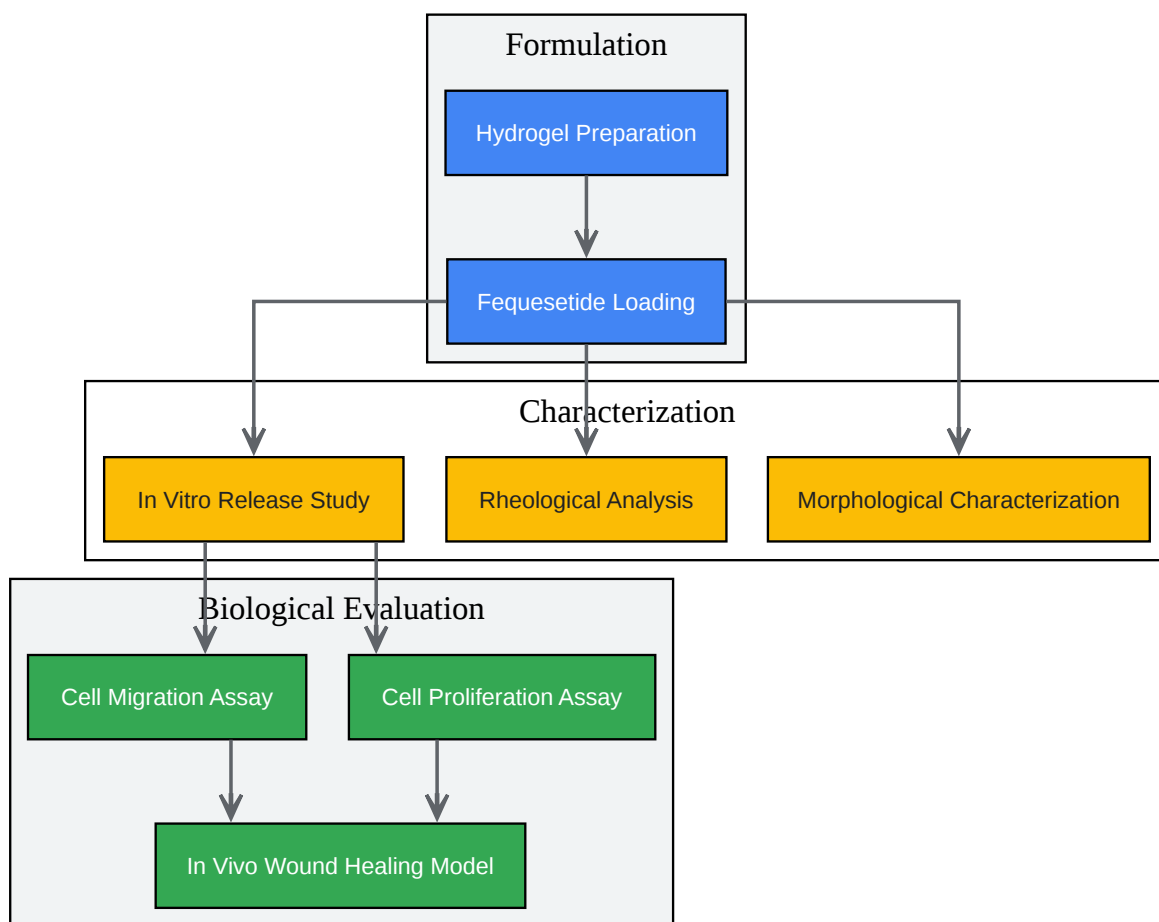 Formulation
Hydrogel Preparation
Fequesetide Loading
Characterization
In Vitro Release Study
Rheological Analysis
Morphological Characterization
Biological Evaluation
Cell Migration Assay
Cell Proliferation Assay
In Vivo Wound Healing Model